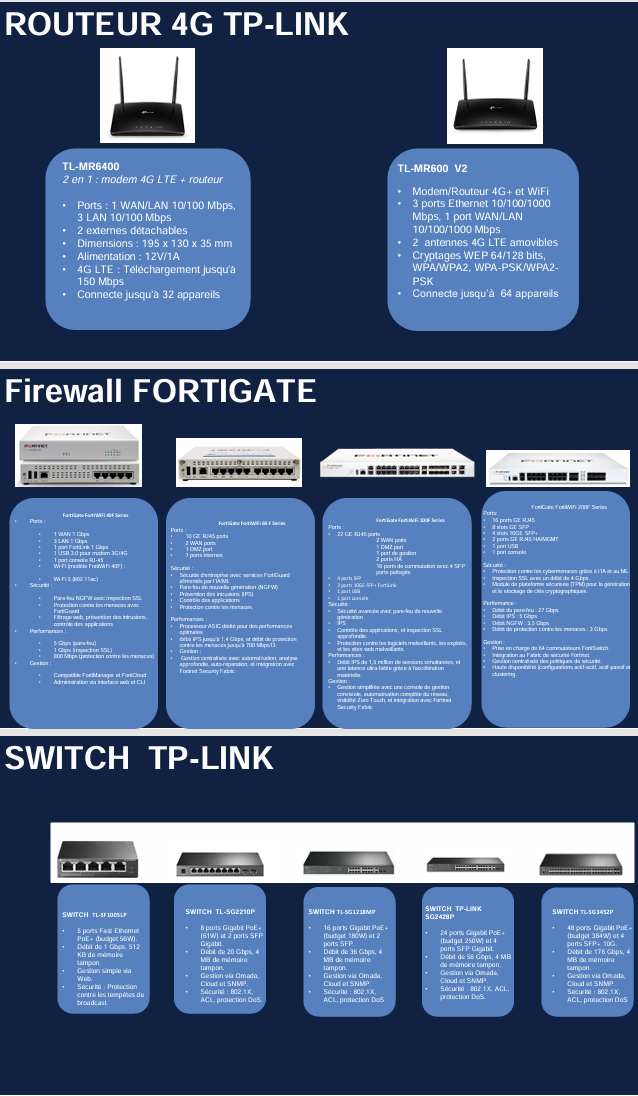 ROUTEUR 4G TP-LINK
TL-MR6400
2 en 1 : modem 4G LTE + routeur
• Ports : 1 WAN/LAN 10/100 Mbps,
3 LAN 10/100 Mbps
• 2 externes détachables
• Dimensions : 195 x 130 x 35 mm
• Alimentation : 12V/1A
• 4G LTE : Téléchargement jusqu'à
150 Mbps
• Connecte jusqu'à 32 appareils
TL-MR600 V2
• Modem/Routeur 4G+ et WiFi
• 3 ports Ethernet 10/100/1000
Mbps, 1 port WAN/LAN
10/100/1000 Mbps
• 2 antennes 4G LTE amovibles
• Cryptages WEP 64/128 bits,
WPA/WPA2, WPA-PSK/WPA2-
PSK
• Connecte jusqu'à 64 appareils
Firewall FORTIGATE
FortiGate FortiWiFi 40F Series
• Ports :
• 1 WAN 1 Gbps
• 3 LAN 1 Gbps
• 1 port FortiLink 1 Gbps
• 1 USB 3.0 pour modem 3G/4G
• 1 port console RJ-45
• Wi-Fi (modèle FortiWiFi 40F) :
Wi-Fi 5 (802.11ac)
• Sécurité :
• Pare-feu NGFW avec inspection SSL
• Protection contre les menaces avec
FortiGuard
• Filtrage web, prévention des intrusions,
contrôle des applications
• Performances :
• 5 Gbps (pare-feu)
• 1 Gbps (inspection SSL)
• 600 Mbps (protection contre les menaces)
• Gestion :
• Compatible FortiManager et FortiCloud
• Administration via interface web et CLI
FortiGate FortiWiFi 60 F Series
Ports :
• 10 GE RJ45 ports
• 2 WAN ports
• 1 DMZ port
• 7 ports internes
Sécurité :
• Sécurité d'entreprise avec services FortiGuard
alimentés par l'IA/ML
• Pare-feu de nouvelle génération (NGFW)
• Prévention des intrusions (IPS)
• Contrôle des applications.
• Protection contre les menaces.
Performances :
• Processeur ASIC dédié pour des performances
optimales
• débit IPS jusqu'à 1,4 Gbps, et débit de protection
contre les menaces jusqu'à 700 Mbps13.
• Gestion :
• Gestion centralisée avec automatisation, analyse
approfondie, auto-réparation, et intégration avec
Fortinet Security Fabric
FortiGate FortiWiFi 100F Series
Ports :
• 22 GE RJ45 ports
2 WAN ports
1 DMZ port
1 port de gestion
2 ports HA
16 ports de commutation avec 4 SFP
ports partagés
• 4 ports SFP
• 2 ports 10GE SFP+ FortiLink
• 1 port USB
• 1 port console
Sécurité :
• Sécurité avancée avec pare-feu de nouvelle
génération
• IPS
• Contrôle des applications, et inspection SSL
approfondie.
• Protection contre les logiciels malveillants, les exploits,
et les sites web malveillants.
Performances :
• Débit IPS de 1,5 million de sessions simultanées, et
une latence ultra-faible grâce à l'accélération
matérielle.
Gestion :
• Gestion simplifiée avec une console de gestion
conviviale, automatisation complète du réseau,
visibilité Zero Touch, et intégration avec Fortinet
Security Fabric
FortiGate FortiWiFi 200F Series
Ports:
• 16 ports GE RJ45
• 8 slots GE SFP
• 4 slots 10GE SFP+
• 2 ports GE RJ45 HA/MGMT
• 1 port USB
• 1 port console
Sécurité :
• Protection contre les cybermenaces grâce à l'IA et au ML
• Inspection SSL avec un débit de 4 Gbps
• Module de plateforme sécurisée (TPM) pour la génération
et le stockage de clés cryptographiques.
Performance :
• Débit du pare-feu : 27 Gbps
• Débit IPS : 5 Gbps
• Débit NGFW : 3,5 Gbps
• Débit de protection contre les menaces : 3 Gbps
Gestion:
• Prise en charge de 64 commutateurs FortiSwitch.
• Intégration au Fabric de sécurité Fortinet.
• Gestion centralisée des politiques de sécurité.
• Haute disponibilité (configurations actif-actif, actif-passif et
clustering.
SWITCH TP-LINK
SWITCH TL-SF1005LP
• 5 ports Fast Ethernet
PoE+ (budget 56W).
• Débit de 1 Gbps, 512
KB de mémoire
tampon.
• Gestion simple via
Web.
• Sécurité : Protection
contre les tempêtes de
broadcast.
SWITCH TL-SG2210P
• 8 ports Gigabit PoE+
(61W) et 2 ports SFP
Gigabit.
• Débit de 20 Gbps, 4
MB de mémoire
tampon.
• Gestion via Omada,
Cloud et SNMP.
• Sécurité : 802.1X,
ACL, protection DoS.
SWITCH TL-SG1218MP
• 16 ports Gigabit PoE+
(budget 180W) et 2
ports SFP.
• Débit de 36 Gbps, 4
MB de mémoire
tampon.
• Gestion via Omada,
Cloud et SNMP.
• Sécurité : 802.1X,
ACL, protection DoS
SWITCH TP-LINK
SG2428P
• 24 ports Gigabit PoE+
(budget 250W) et 4
ports SFP Gigabit.
• Débit de 56 Gbps, 4 MB
de mémoire tampon.
• Gestion via Omada,
Cloud et SNMP.
• Sécurité : 802.1X, ACL,
protection DoS.
SWITCH TL-SG3452P
• 48 ports Gigabit PoE+
(budget 384W) et 4
ports SFP+ 10G.
• Débit de 176 Gbps, 4
MB de mémoire
tampon.
• Gestion via Omada,
Cloud et SNMP.
• Sécurité : 802.1X,
ACL, protection DoS.